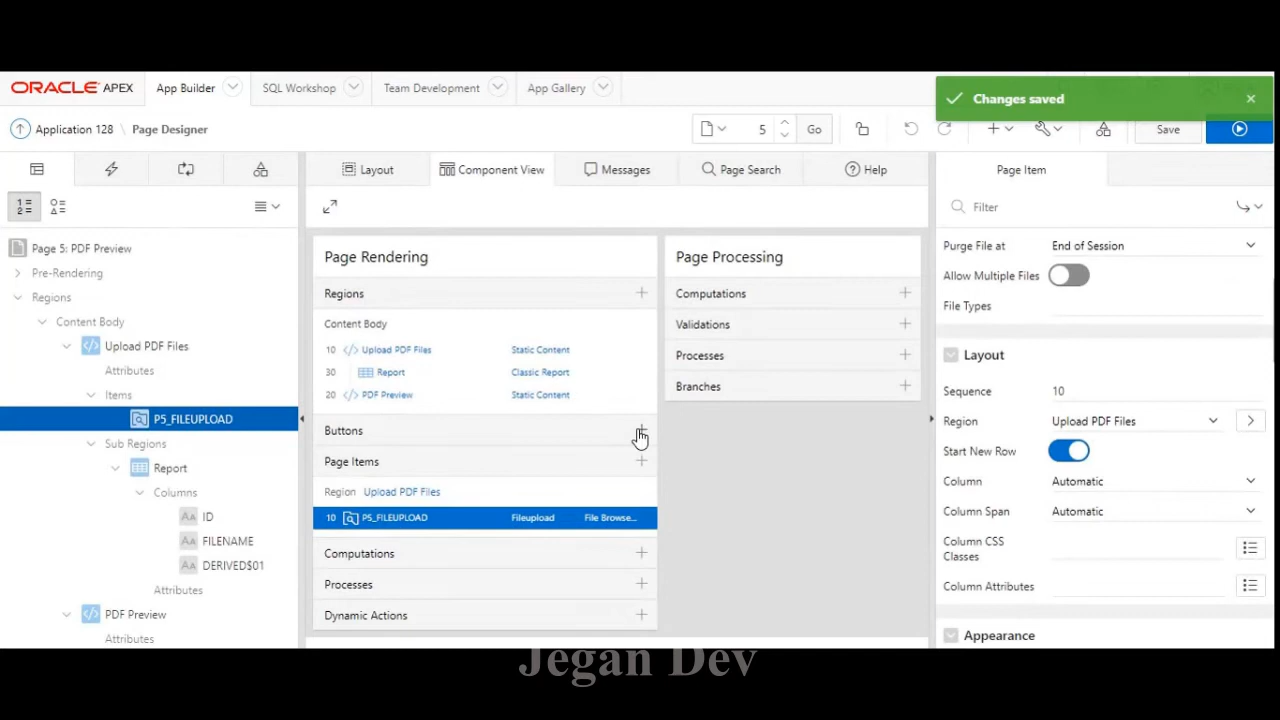 ORACLE APEX App Builder SQL Workshop Team Development App Gallery
Changes saved
Application 128 \ Page Designer
5 Go Save
Layout Component View Messages Page Search Help Page Item
Filter
Page 5: PDF Preview
Pre-Rendering
Regions
Content Body
Upload PDF Files
Attributes
Items
P5_FILEUPLOAD
Sub Regions
Report
Columns
ID
FILENAME
DERIVED$01
Attributes
PDF Preview
Attributes
Page Rendering
Regions
Content Body
10 Upload PDF Files Static Content
30 Report Classic Report
20 PDF Preview Static Content
Buttons
Page Items
Region Upload PDF Files
10 P5_FILEUPLOAD Fileupload File Browse...
Computations
Processes
Dynamic Actions
Page Processing
Computations
Validations
Processes
Branches
Purge File at End of Session
Allow Multiple Files
File Types
Layout
Sequence 10
Region Upload PDF Files
Start New Row
Column Automatic
Column Span Automatic
Column CSS
Classes
Column Attributes
Appearance
Jegan Dev